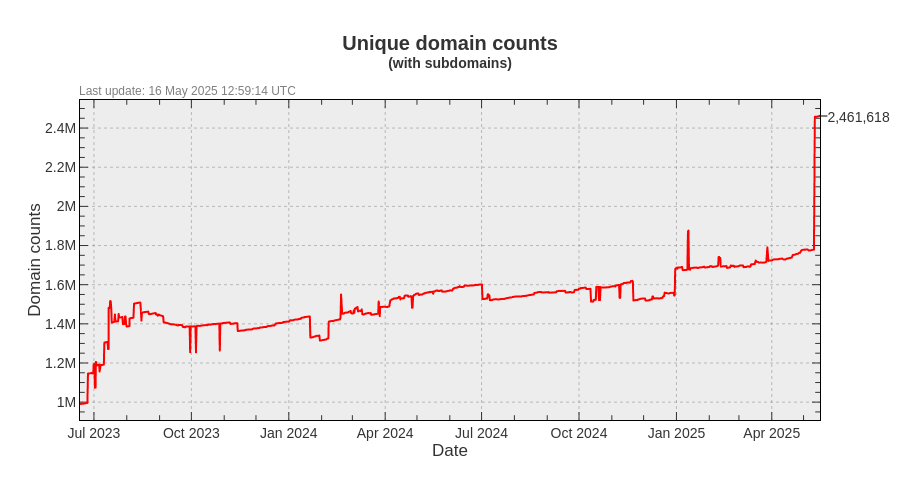 Unique domain counts
(with subdomains)
Last update: 16 May 2025 12:59:14 UTC
2,461,618
2.4M
2.2M
2M
1.8M
1.6M
1.4M
1.2M
1M
Domain counts
Jul 2023 Oct 2023 Jan 2024 Apr 2024 Jul 2024 Oct 2024 Jan 2025 Apr 2025
Date